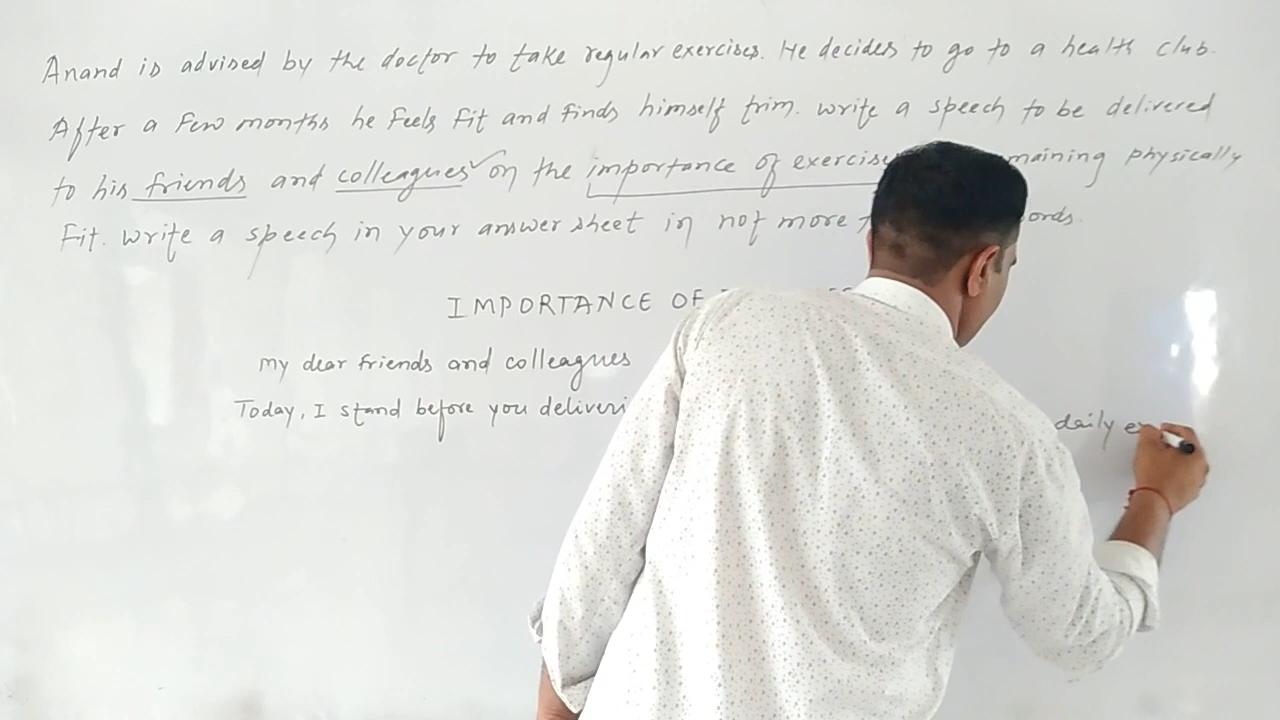 Anand is advised by the doctor to take regular exercises. He decides to go to a health club.
After a few months he feels fit and finds himself trim. write a speech to be delivered
to his friends and colleagues on the importance of physically
Fit. write a speech in your answer sheet in not more
IMPORTANCE OF
my dear friends and colleagues
Today, I stand before you daily